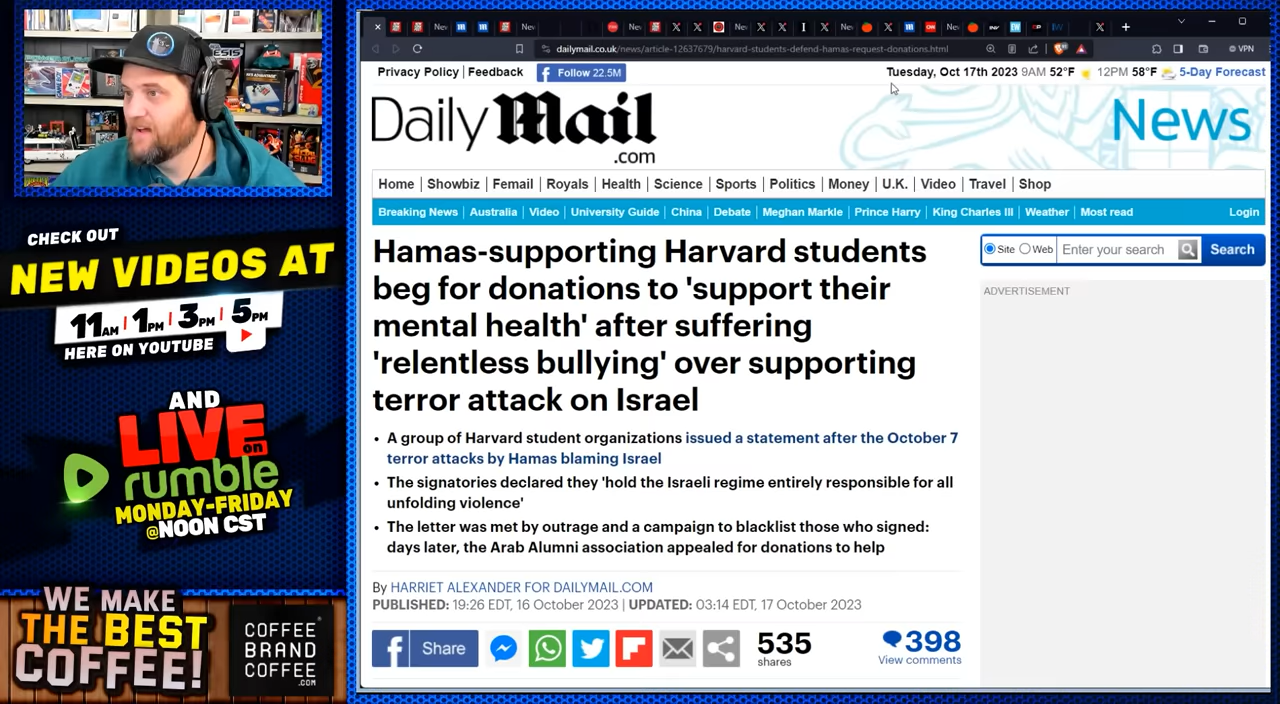 CHECK OUT
NEW VIDEOS AT
11AM | 1PM | 3PM | 5PM
HERE ON YOUTUBE
AND
LIVE on
rumble
MONDAY-FRIDAY
@NOON CST
WE MAKE
THE BEST
COFFEE!
COFFEE
BRAND
COFFEE
.COM
dailymail.co.uk/news/article-12637679/harvard-students-defend-hamas-request-donations.html
VPN
Privacy Policy | Feedback
Follow 22.5M
Tuesday, Oct 17th 2023 9AM 52°F 12PM 58°F 5-Day Forecast
Daily Mail
.com
News
Home | Showbiz | Femail | Royals | Health | Science | Sports | Politics | Money | U.K. | Video | Travel | Shop
Breaking News | Australia | Video | University Guide | China | Debate | Meghan Markle | Prince Harry | King Charles III | Weather | Most read
Login
Hamas-supporting Harvard students
beg for donations to 'support their
mental health' after suffering
'relentless bullying' over supporting
terror attack on Israel
Site Web Enter your search Search
ADVERTISEMENT
• A group of Harvard student organizations issued a statement after the October 7
terror attacks by Hamas blaming Israel
• The signatories declared they 'hold the Israeli regime entirely responsible for all
unfolding violence'
• The letter was met by outrage and a campaign to blacklist those who signed:
days later, the Arab Alumni association appealed for donations to help
By HARRIET ALEXANDER FOR DAILYMAIL.COM
PUBLISHED: 19:26 EDT, 16 October 2023 | UPDATED: 03:14 EDT, 17 October 2023
Share
535
shares
398
View comments